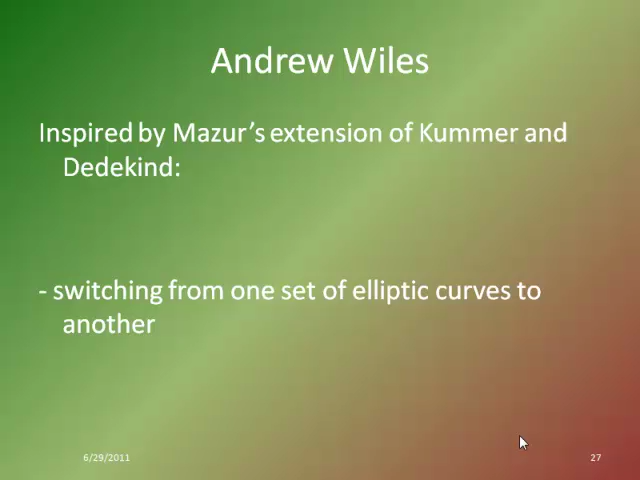 Andrew Wiles
Inspired by Mazur's extension of Kummer and
Dedekind:
- switching from one set of elliptic curves to
another
6/29/2011
27